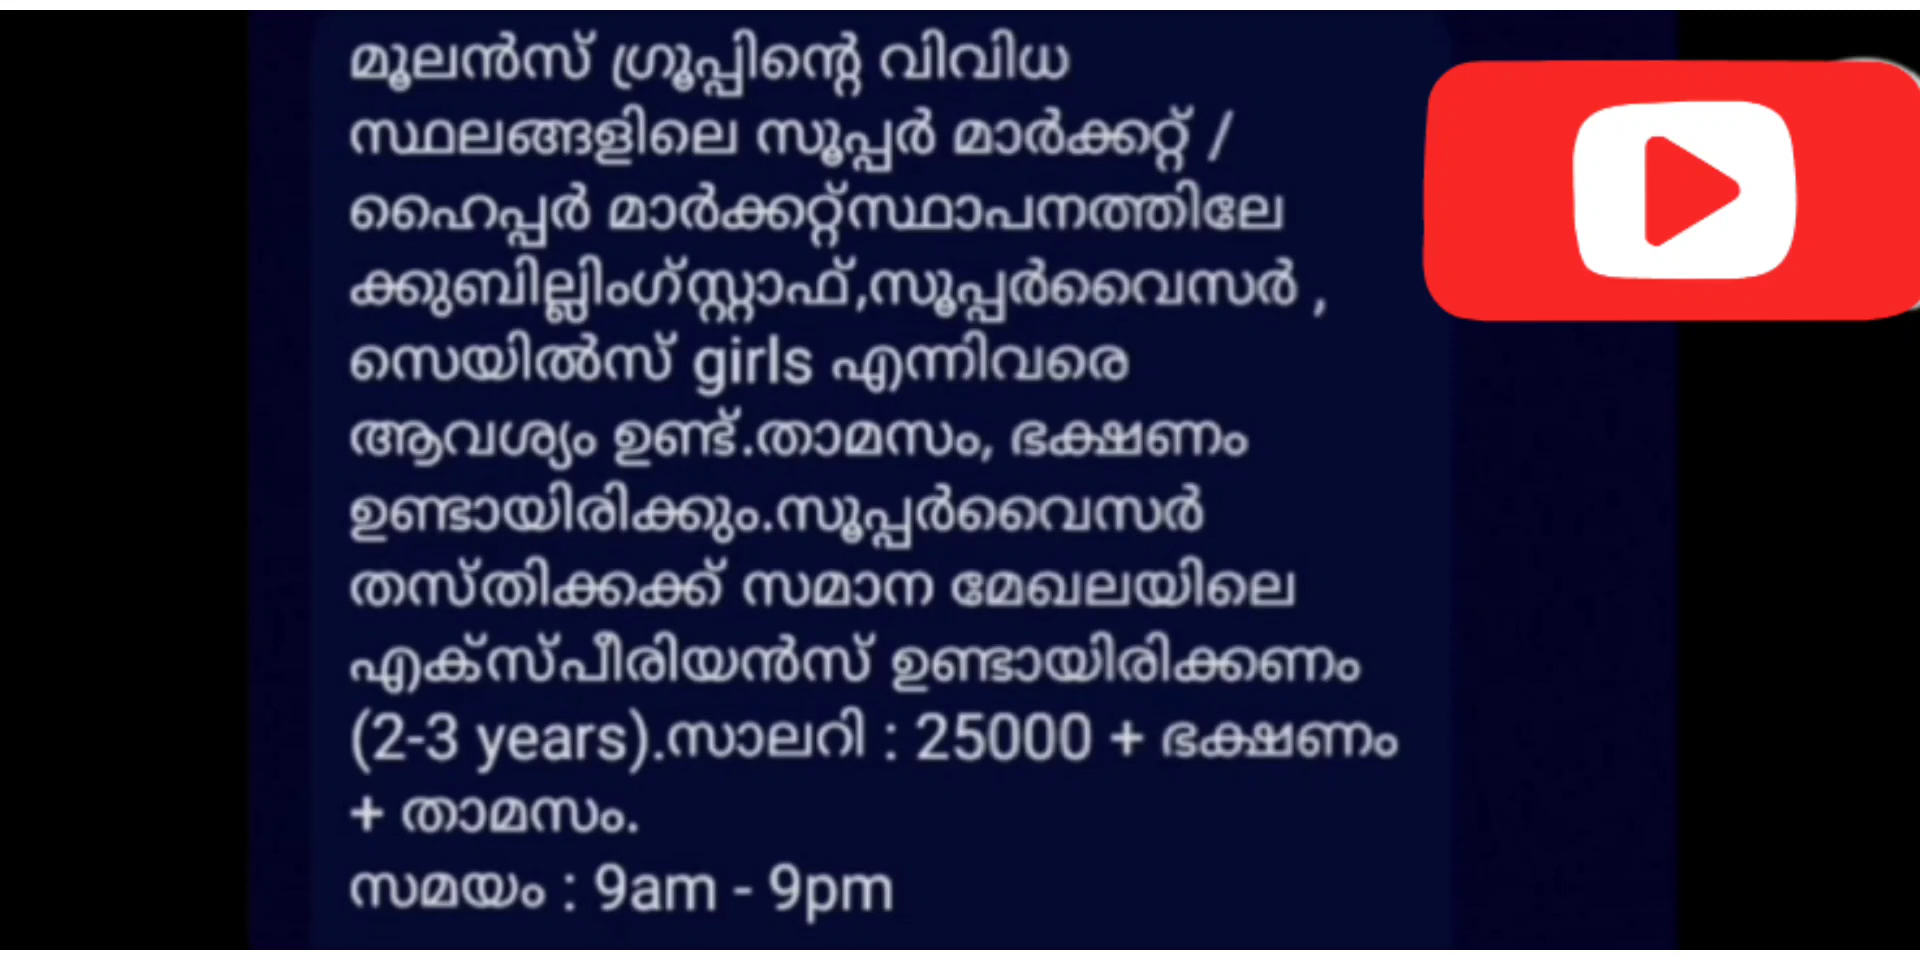 മൂലൻസ് ഗ്രൂപ്പിന്റെ വിവിധ
സ്ഥലങ്ങളിലെ സൂപ്പർ മാർക്കറ്റ് /
ഹൈപ്പർ മാർക്കറ്റ്സ്ഥാപനത്തിലേ
ക്കുബില്ലിംഗ്സ്റ്റാഫ്,സൂപ്പർവൈസർ ,
സെയിൽസ് girls എന്നിവരെ
ആവശ്യം ഉണ്ട്.താമസം, ഭക്ഷണം
ഉണ്ടായിരിക്കും.സൂപ്പർവൈസർ
തസ്തിക്കക്ക് സമാന മേഖലയിലെ
എക്സ്പീരിയൻസ് ഉണ്ടായിരിക്കണം
(2-3 years).സാലറി : 25000 + ഭക്ഷണം
+ താമസം.
സമയം : 9am - 9pm